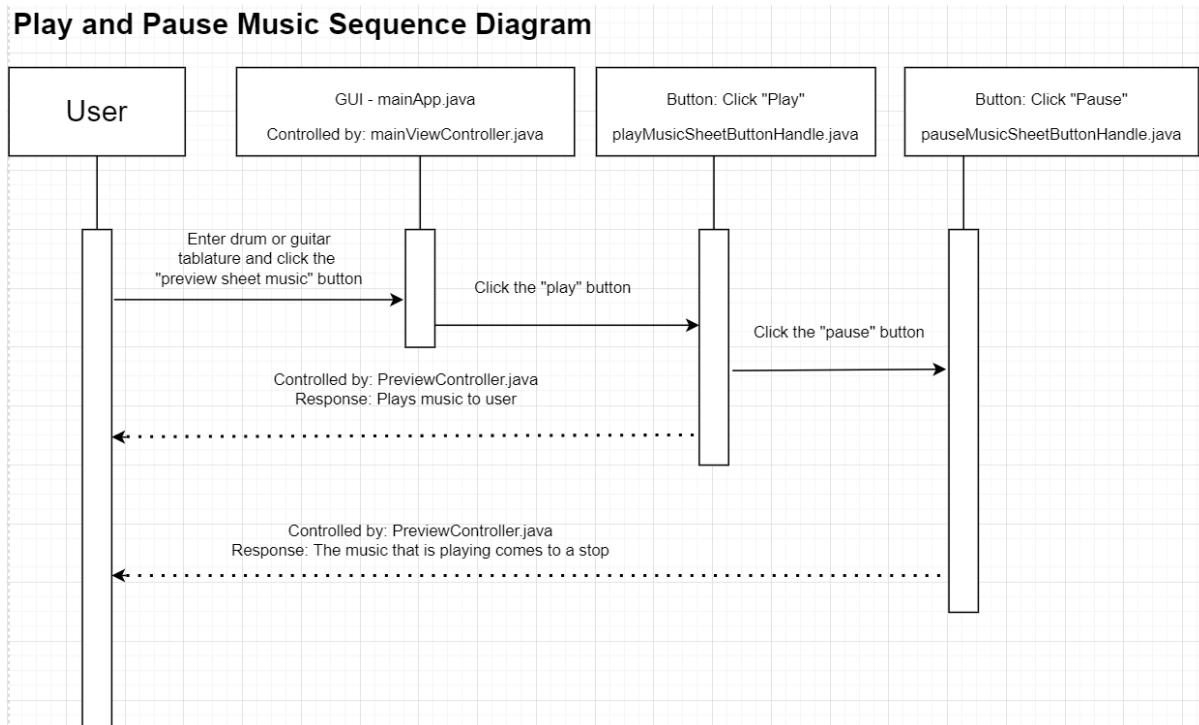 Play and Pause Music Sequence Diagram
User
GUI - mainApp.java
Controlled by: mainViewController.java
Button: Click "Play"
playMusicSheetButtonHandle.java
Button: Click "Pause"
pauseMusicSheetButtonHandle.java
Enter drum or guitar
tablature and click the
"preview sheet music" button
Click the "play" button
Click the "pause" button
Controlled by: PreviewController.java
Response: Plays music to user
Controlled by: PreviewController.java
Response: The music that is playing comes to a stop